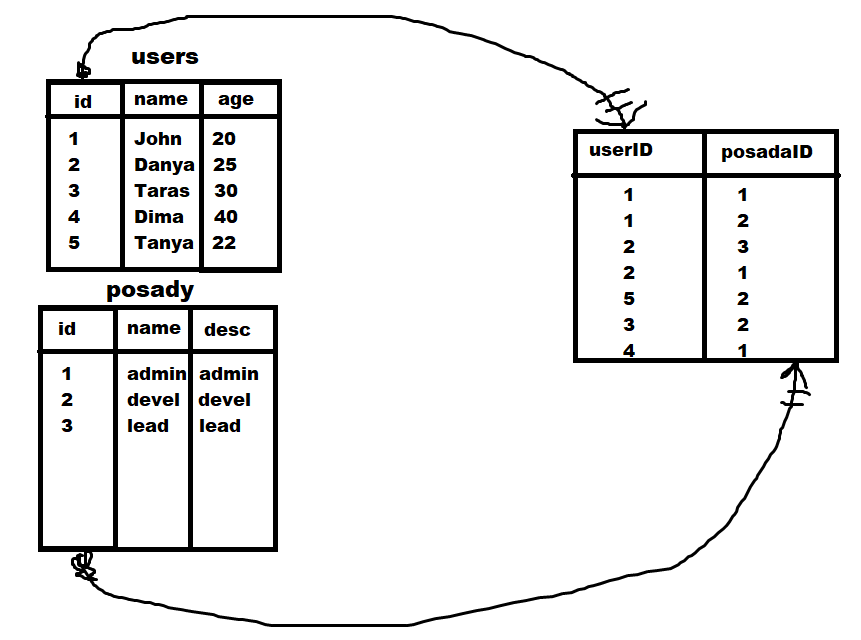 users
id name age
1 John 20
2 Danya 25
3 Taras 30
4 Dima 40
5 Tanya 22
posady
id name desc
1 admin admin
2 devel devel
3 lead lead
userID posadaID
1 1
1 2
2 3
2 1
5 2
3 2
4 1